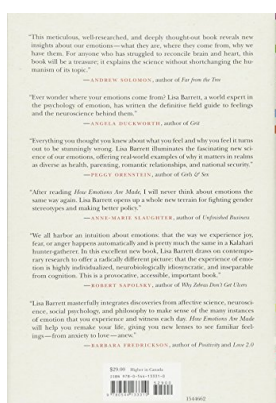 "This meticulous, well-researched, and deeply thought-out book reveals new
insights about our emotions—what they are, where they come from, why we
have them. For anyone who has struggled to reconcile brain and heart, this
book will be a treasure; it explains the science without shortchanging the hu-
manism of its topic."
—ANDREW SOLOMON, author of Far from the Tree
"Ever wonder where your emotions come from? Lisa Barrett, a world expert
in the psychology of emotion, has written the definitive field guide to feelings
and the neuroscience behind them."
—ANGELA DUCKWORTH, author of Grit
"Everything you thought you knew about what you feel and why you feel it turns
out to be stunningly wrong. Lisa Barrett illuminates the fascinating new sci-
ence of our emotions, offering real-world examples of why it matters in realms
as diverse as health, parenting, romantic relationships, and national security."
—PEGGY ORENSTEIN, author of Girls & Sex
"After reading How Emotions Are Made, I will never think about emotions the
same way again. Lisa Barrett opens up a whole new terrain for fighting gender
stereotypes and making better policy."
—ANNE-MARIE SLAUGHTER, author of Unfinished Business
"We all harbor an intuition about emotions: that the way we experience joy,
fear, or anger happens automatically and is pretty much the same in a Kalahari
hunter-gatherer. In this excellent new book, Lisa Barrett draws on contempo-
rary research to offer a radically different picture: that the experience of emo-
tion is highly individualized, neurobiologically idiosyncratic, and inseparable
from cognition. This is a provocative, accessible, important book."
—ROBERT SAPOLSKY, author of Why Zebras Don't Get Ulcers
"Lisa Barrett masterfully integrates discoveries from affective science, neurosci-
ence, social psychology, and philosophy to make sense of the many instances
of emotion that you experience and witness each day. How Emotions Are Made
will help you remake your life, giving you new lenses to see familiar feel-
ings—from anxiety to love—anew."
—BARBARA FREDRICKSON, author of Positivity and Love 2.0
$29.99 Higher in Canada
ISBN 978-0-544-13331-0
1540602